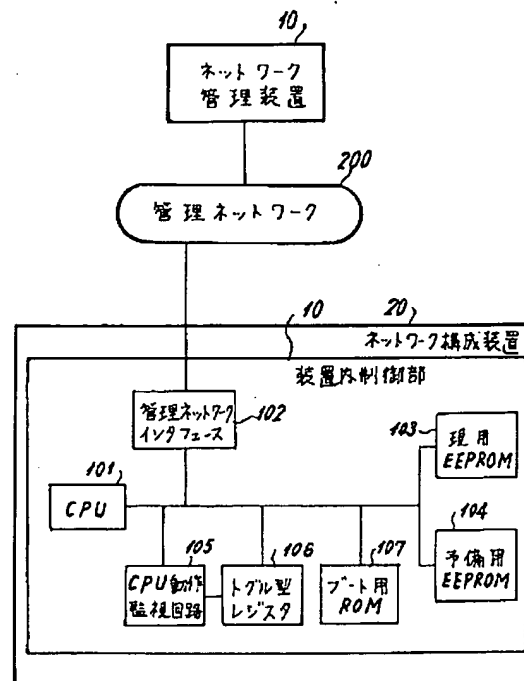 10
ネットワーク
管理装置
200
管理ネットワーク
10
20
ネットワーク構成装置
装置内制御部
管理ネットワーク
インタフェース
102
103
現用
EEPROM
101
CPU
104
予備用
EEPROM
105
CPU動作
監視回路
106
トグル型
レジスタ
107
ブート用
ROM